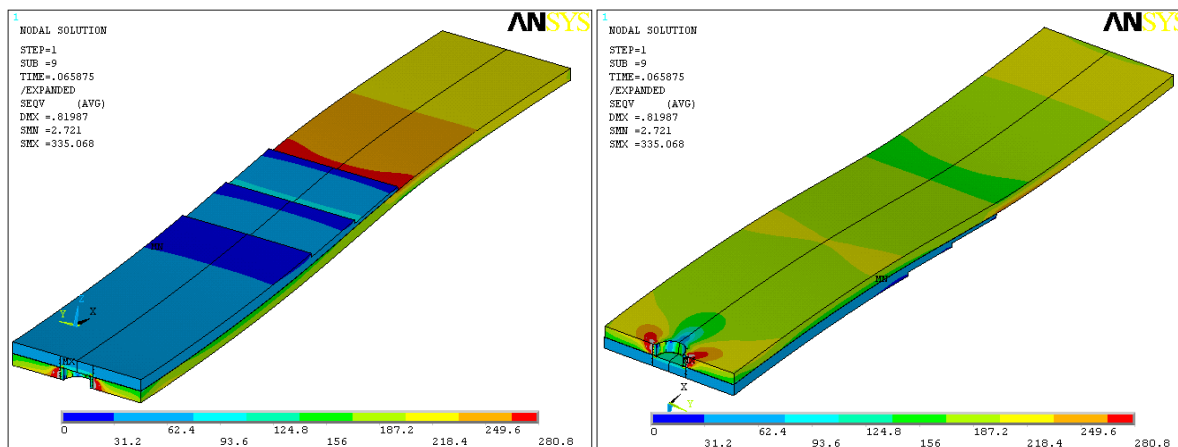 1
ANSYS
NODAL SOLUTION
STEP=1
SUB =9
TIME=.065875
/EXPANDED
SEQV (AVG)
DMX =.81987
SMN =2.721
SMX =335.068
MN
Z
Y
X
MX
0
31.2
62.4
93.6
124.8
156
187.2
218.4
249.6
280.8
1
ANSYS
NODAL SOLUTION
STEP=1
SUB =9
TIME=.065875
/EXPANDED
SEQV (AVG)
DMX =.81987
SMN =2.721
SMX =335.068
MN
X
Y
0
31.2
62.4
93.6
124.8
156
187.2
218.4
249.6
280.8